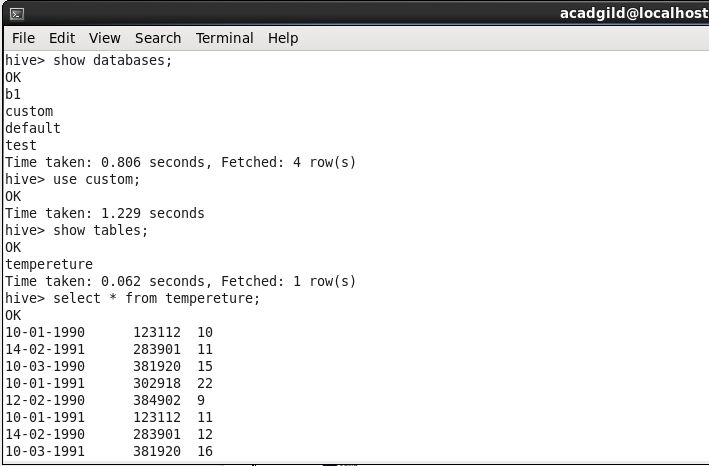 acadgild@localhost
File Edit View Search Terminal Help
hive> show databases;
OK
b1
custom
default
test
Time taken: 0.806 seconds, Fetched: 4 row(s)
hive> use custom;
OK
Time taken: 1.229 seconds
hive> show tables;
OK
tempereture
Time taken: 0.062 seconds, Fetched: 1 row(s)
hive> select * from tempereture;
OK
10-01-1990 123112 10
14-02-1991 283901 11
10-03-1990 381920 15
10-01-1991 302918 22
12-02-1990 384902 9
10-01-1991 123112 11
14-02-1990 283901 12
10-03-1991 381920 16